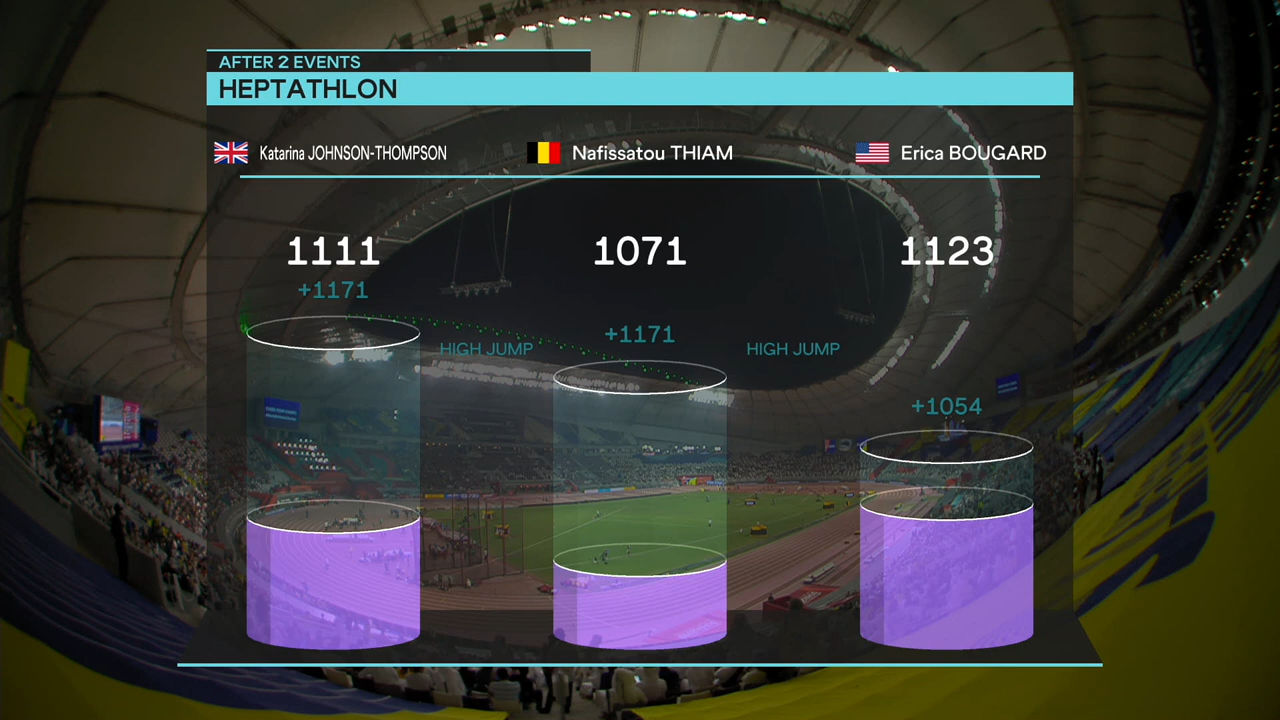 AFTER 2 EVENTS
HEPTATHLON
Katarina JOHNSON-THOMPSON
Nafissatou THIAM
Erica BOUGARD
1111
1071
1123
+1171
+1171
+1054
HIGH JUMP
HIGH JUMP